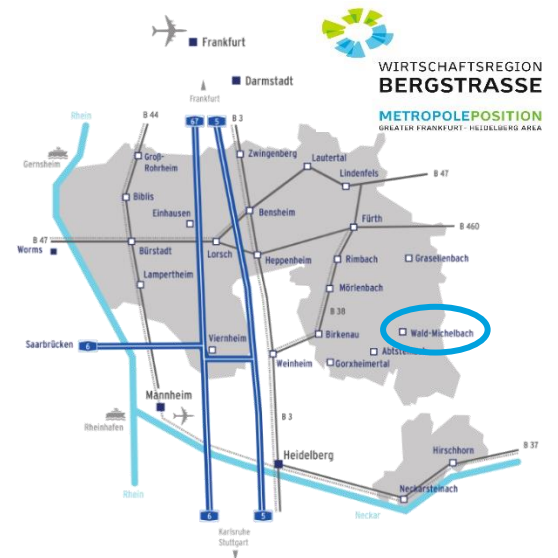 Frankfurt
WIRTSCHAFTSREGION
BERGSTRASSE
METROPOLEPOSITION
GREATER FRANKFURT- HEIDELBERG AREA
Darmstadt
Frankfurt
Rhein
B 44
67
5
B 3
Gernsheim
Groß-
Rohrheim
Zwingenberg
Lautertal
Lindenfels
B 47
Biblis
Einhausen
Bensheim
Fürth
B 460
B 47
Worms
Bürstadt
Lorsch
Heppenheim
Rimbach
Grasellenbach
Lampertheim
Mörlenbach
B 38
Saarbrücken
6
Viernheim
Birkenau
Wald-Michelbach
Weinheim
Gorxheimertal
Mannheim
Rheinhafen
B 3
Heidelberg
Hirschhorn
B 37
Rhein
Neckarsteinach
Neckar
6
5
Karlsruhe
Stuttgart